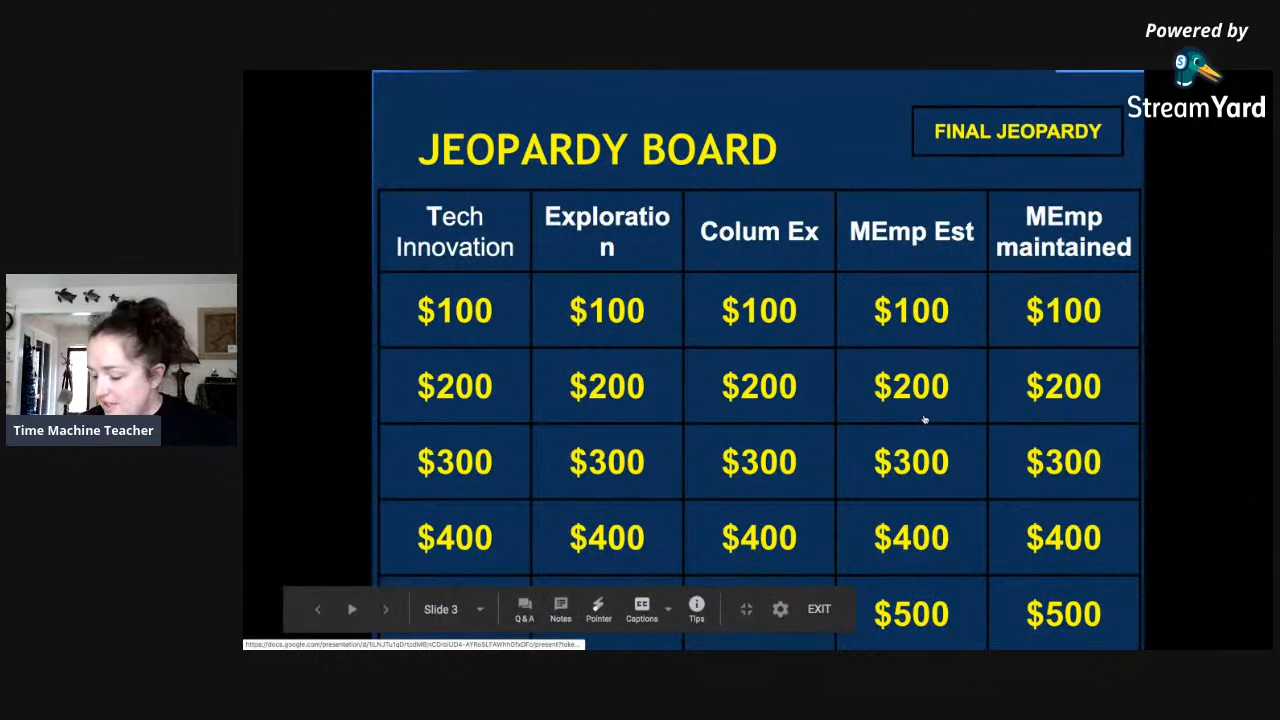 Powered by
StreamYard
FINAL JEOPARDY
JEOPARDY BOARD
Tech Innovation
Exploratio
n
Colum Ex
MEmp Est
MEmp maintained
$100 $100 $100 $100 $100
$200 $200 $200 $200 $200
$300 $300 $300 $300 $300
$400 $400 $400 $400 $400
$500 $500
Slide 3
Q & A
Notes
Pointer
CC
Captions
Tips
EXIT
Time Machine Teacher